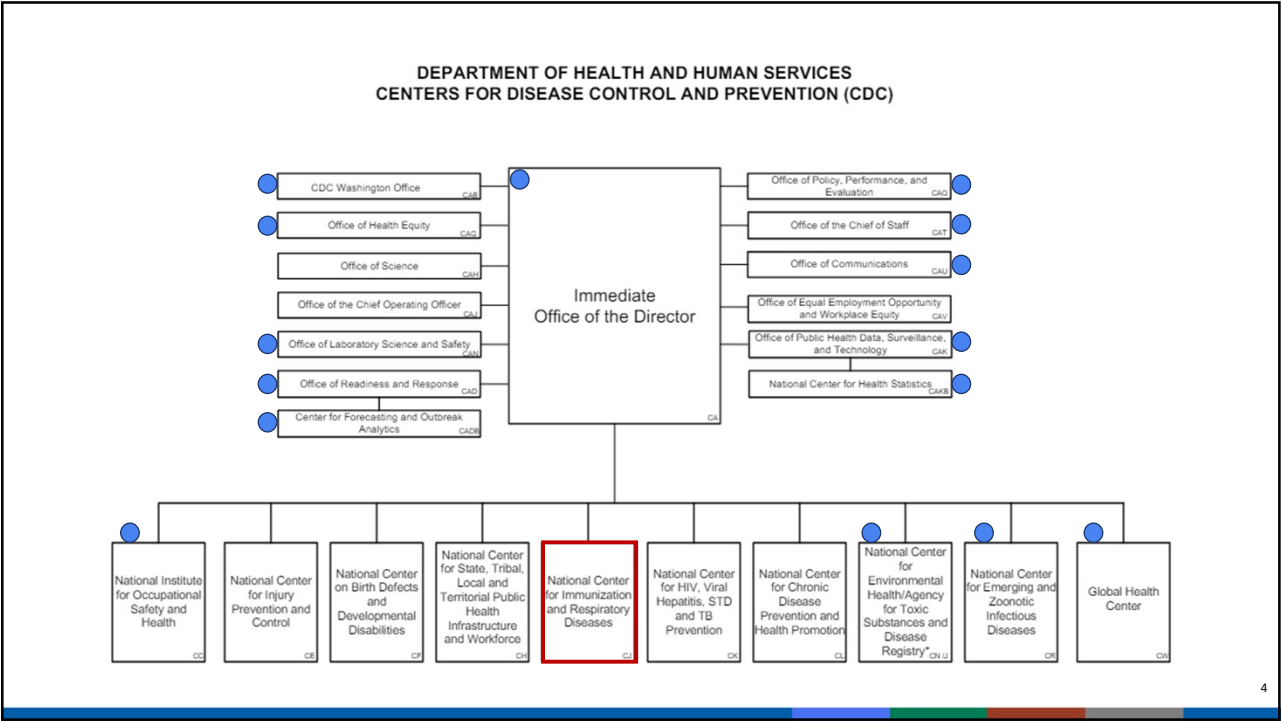 DEPARTMENT OF HEALTH AND HUMAN SERVICES
CENTERS FOR DISEASE CONTROL AND PREVENTION (CDC)
CDC Washington Office
CAB
Office of Health Equity
CAG
Office of Science
CAH
Office of the Chief Operating Officer
CAJ
Office of Laboratory Science and Safety
CAN
Office of Readiness and Response
CAD
Center for Forecasting and Outbreak
Analytics
CADB
Immediate
Office of the Director
CA
Office of Policy, Performance, and
Evaluation
CAQ
Office of the Chief of Staff
CAT
Office of Communications
CAU
Office of Equal Employment Opportunity
and Workplace Equity
CAV
Office of Public Health Data, Surveillance,
and Technology
CAK
National Center for Health Statistics
CAKB
National Institute
for Occupational
Safety and
Health
CC
National Center
for Injury
Prevention and
Control
CE
National Center
on Birth Defects
and
Developmental
Disabilities
CF
National Center
for State, Tribal,
Local and
Territorial Public
Health
Infrastructure
and Workforce
CH
National Center
for Immunization
and Respiratory
Diseases
CJ
National Center
for HIV, Viral
Hepatitis, STD
and TB
Prevention
CK
National Center
for Chronic
Disease
Prevention and
Health Promotion
CL
National Center
for
Environmental
Health/Agency
for Toxic
Substances and
Disease
Registry*
CN /J
National Center
for Emerging and
Zoonotic
Infectious
Diseases
CR
Global Health
Center
CW
4